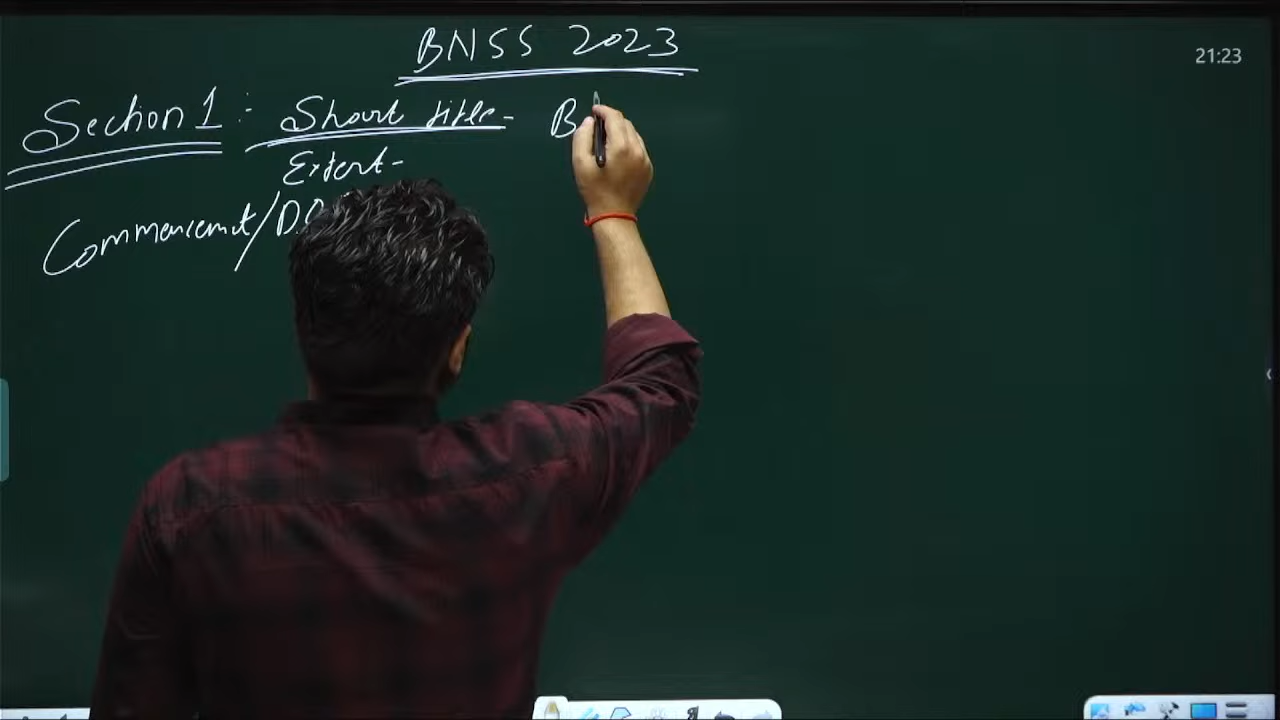 BNSS 2023
21:23
Section 1 : Short title - B
Extent -
Commencement/D.O